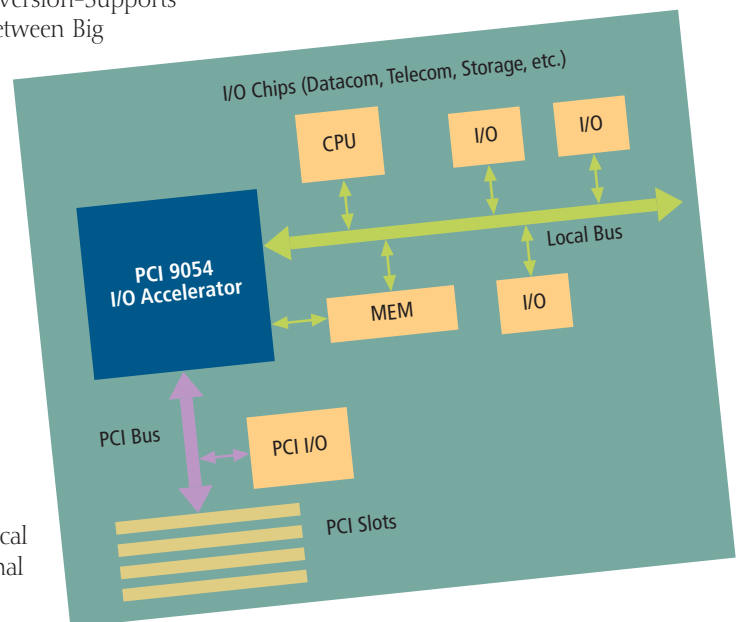 version–Supports
etween Big
I/O Chips (Datacom, Telecom, Storage, etc.)
CPU
I/O
I/O
PCI 9054
I/O Accelerator
Local Bus
MEM
I/O
PCI Bus
PCI I/O
PCI Slots
cal
nal